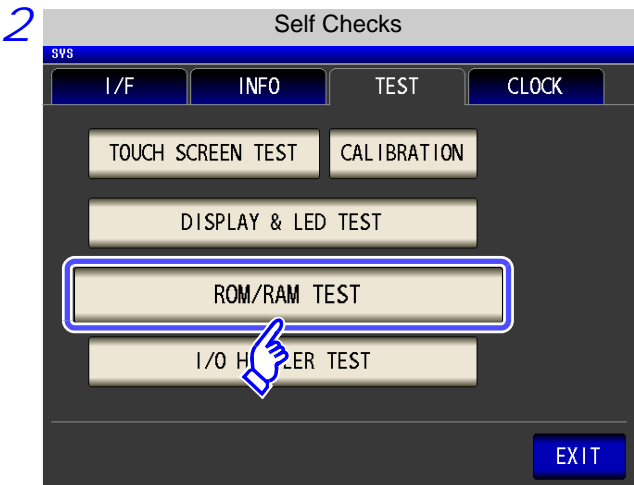 2
Self Checks
SYS
I/F INFO TEST CLOCK
TOUCH SCREEN TEST CALIBRATION
DISPLAY & LED TEST
ROM/RAM TEST
I/O TEST
EXIT